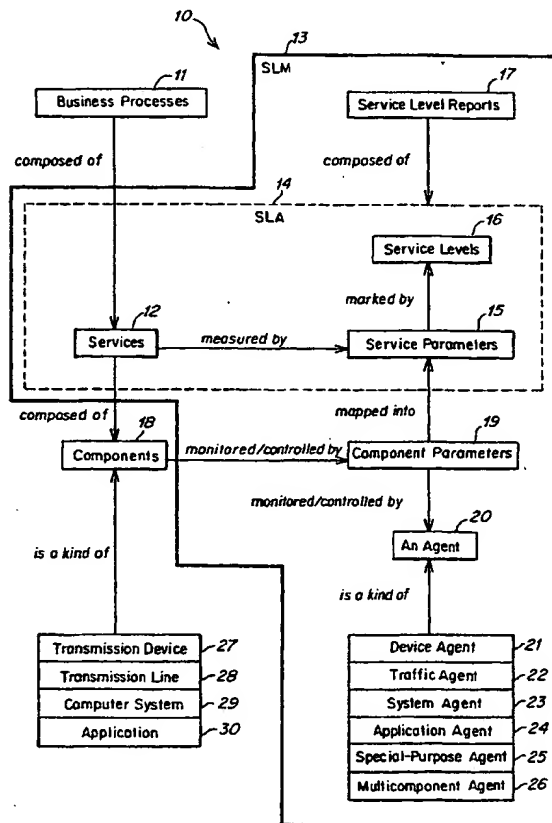 10
13
SLM
11
Business Processes
17
Service Level Reports
composed of
composed of
14
SLA
16
Service Levels
marked by
12
Services
measured by
15
Service Parameters
composed of
mapped into
18
Components
monitored/controlled by
19
Component Parameters
monitored/controlled by
20
An Agent
is a kind of
is a kind of
Transmission Device 27
Transmission Line 28
Computer System 29
Application 30
Device Agent 21
Traffic Agent 22
System Agent 23
Application Agent 24
Special-Purpose Agent 25
Multicomponent Agent 26